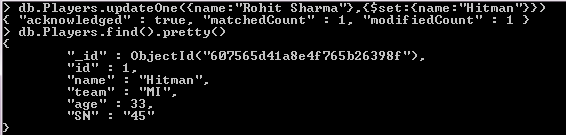 > db.Players.updateOne({name:"Rohit Sharma"},{$set:{name:"Hitman"}})
{ "acknowledged" : true, "matchedCount" : 1, "modifiedCount" : 1 }
> db.Players.find().pretty()
{
        "_id" : ObjectId("607565d41a8e4f765b26398f"),
        "id" : 1,
        "name" : "Hitman",
        "team" : "MI",
        "age" : 33,
        "SN" : "45"
}